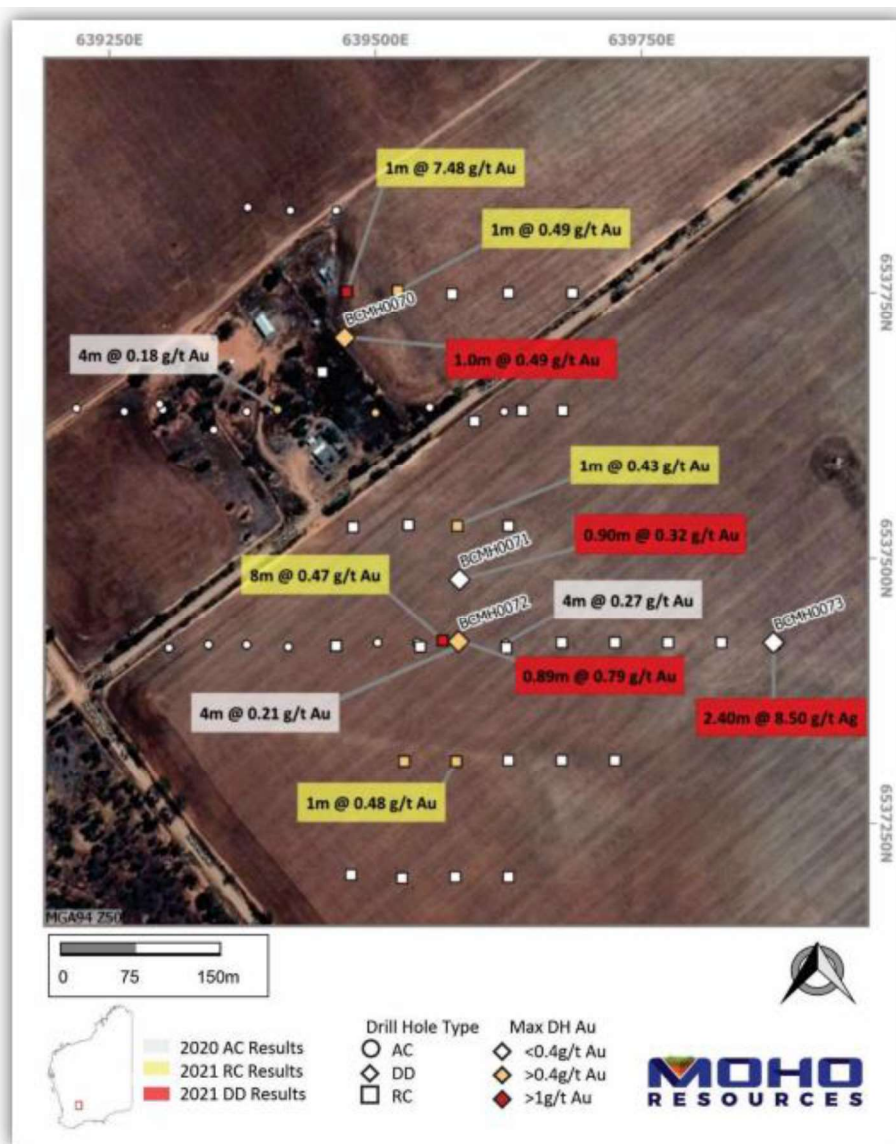 639250E 639500E 639750E
1m @ 7.48 g/t Au
1m @ 0.49 g/t Au
6537750N
BCMH0070
4m @ 0.18 g/t Au
1.0m @ 0.49 g/t Au
1m @ 0.43 g/t Au
BCMH0071
0.90m @ 0.32 g/t Au
6537500N
8m @ 0.47 g/t Au
BCMH0072
4m @ 0.27 g/t Au
BCMH0073
0.89m @ 0.79 g/t Au
4m @ 0.21 g/t Au
2.40m @ 8.50 g/t Ag
1m @ 0.48 g/t Au
6537250N
MGA94 Z50
0 75 150m
2020 AC Results
2021 RC Results
2021 DD Results
Drill Hole Type
AC
DD
RC
Max DH Au
<0.4g/t Au
>0.4g/t Au
>1g/t Au
MOHO
RESOURCES